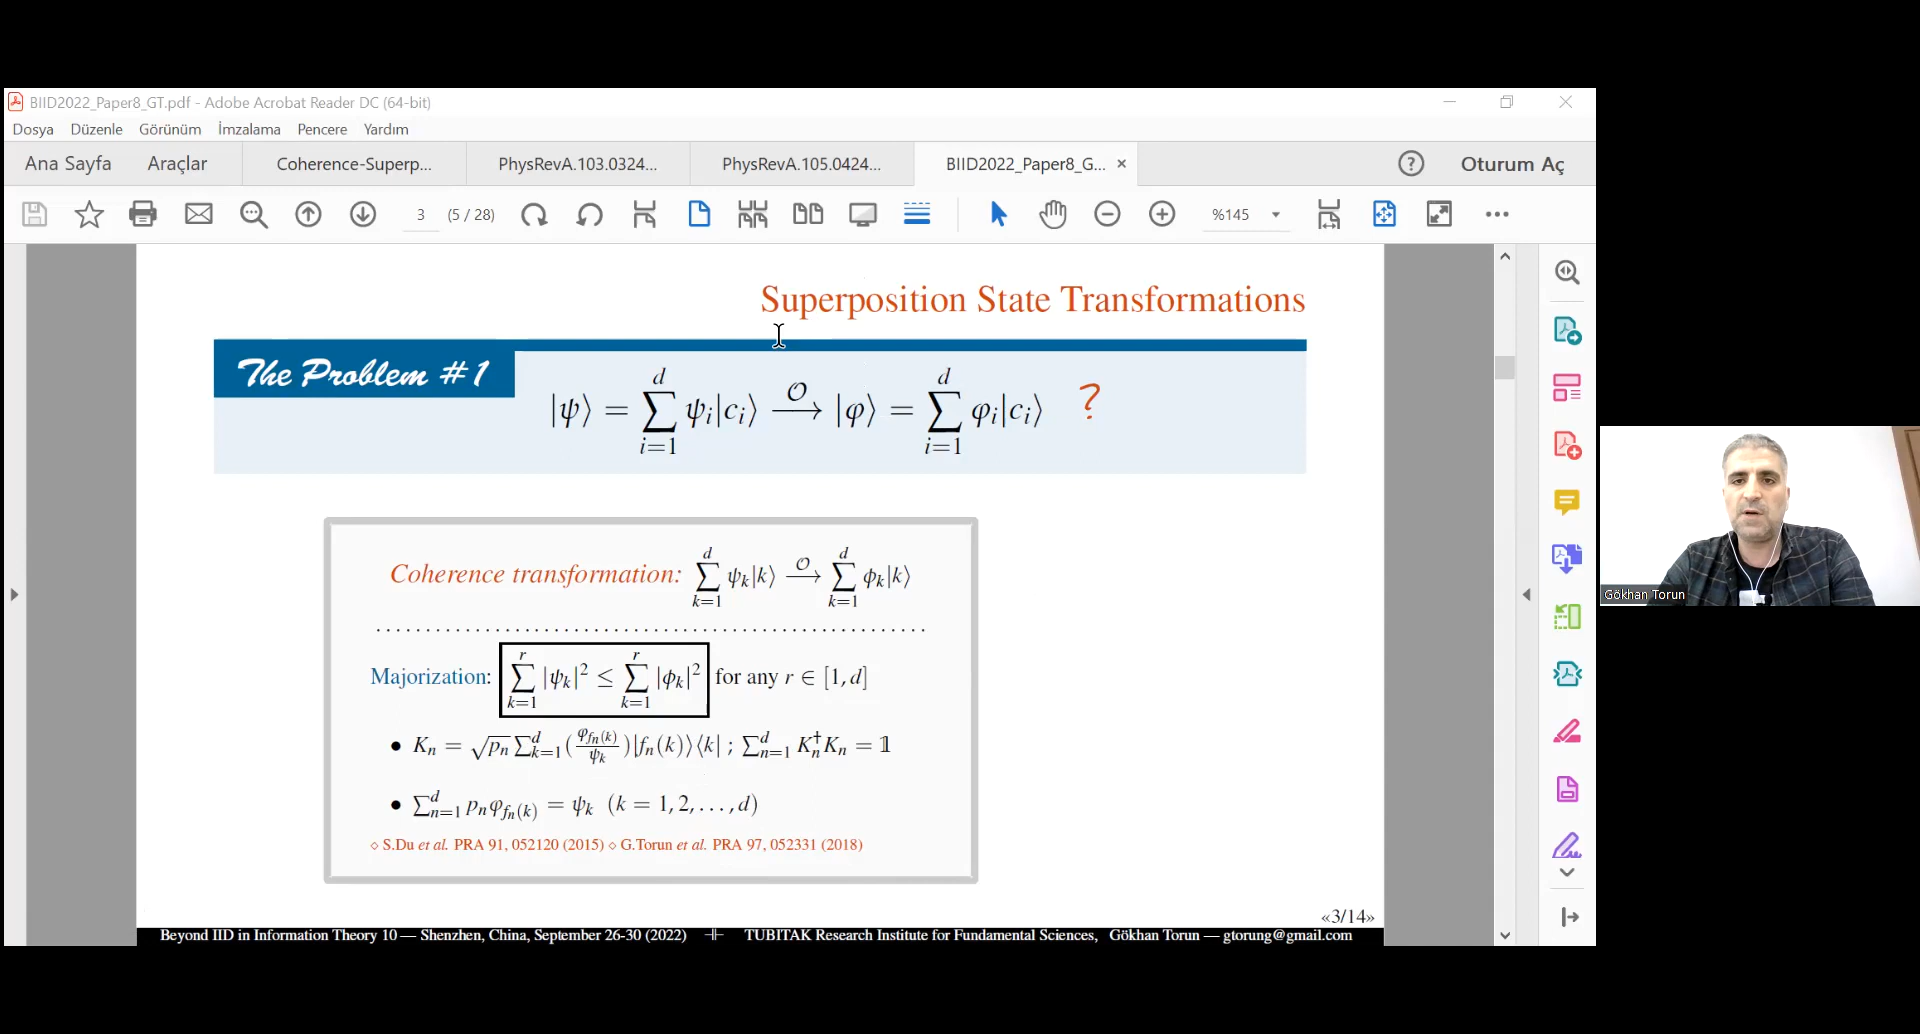 BIID2022_Paper8_GT.pdf - Adobe Acrobat Reader DC (64-bit)
Dosya Düzenle Görünüm İmzalama Pencere Yardım
Ana Sayfa Araçlar Coherence-Superp... PhysRevA.103.0324... PhysRevA.105.0424... BIID2022_Paper8_G... × ? Oturum Aç
3 (5 / 28) %145
Superposition State Transformations
The Problem #1
|ψ⟩ = ∑_{i=1}^{d} ψ_i|c_i⟩ —𝒪→ |φ⟩ = ∑_{i=1}^{d} φ_i|c_i⟩ ?
Coherence transformation: ∑_{k=1}^{d} ψ_k|k⟩ —𝒪→ ∑_{k=1}^{d} ϕ_k|k⟩
Majorization: ∑_{k=1}^{r} |ψ_k|² ≤ ∑_{k=1}^{r} |ϕ_k|² for any r ∈ [1,d]
• K_n = √p_n ∑_{k=1}^{d} (φ_{f_n(k)}/ψ_k)|f_n(k)⟩⟨k| ; ∑_{n=1}^{d} K_n^† K_n = 𝟙
• ∑_{n=1}^{d} p_n φ_{f_n(k)} = ψ_k (k = 1,2,...,d)
⋄ S.Du et al. PRA 91, 052120 (2015) ⋄ G.Torun et al. PRA 97, 052331 (2018)
«3/14»
Beyond IID in Information Theory 10 — Shenzhen, China, September 26-30 (2022) TUBITAK Research Institute for Fundamental Sciences, Gökhan Torun — gtorung@gmail.com
Gökhan Torun